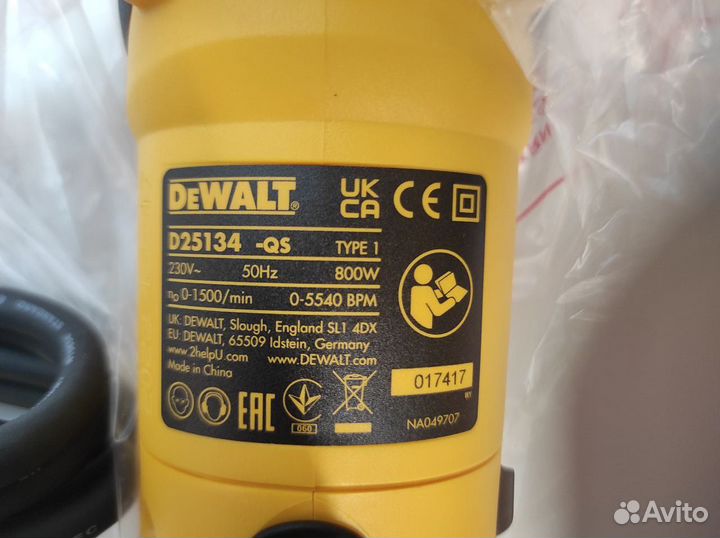 DEWALT®
UK
CA CE
D25134 -QS TYPE 1
230V~ 50Hz 800W
n₀ 0-1500/min 0-5540 BPM
UK: DEWALT, Slough, England SL1 4DX
EU: DEWALT, 65509 Idstein, Germany
www.2helpU.com www.DEWALT.com
Made in China
017417
WY
EAC
060
NA049707
Avito